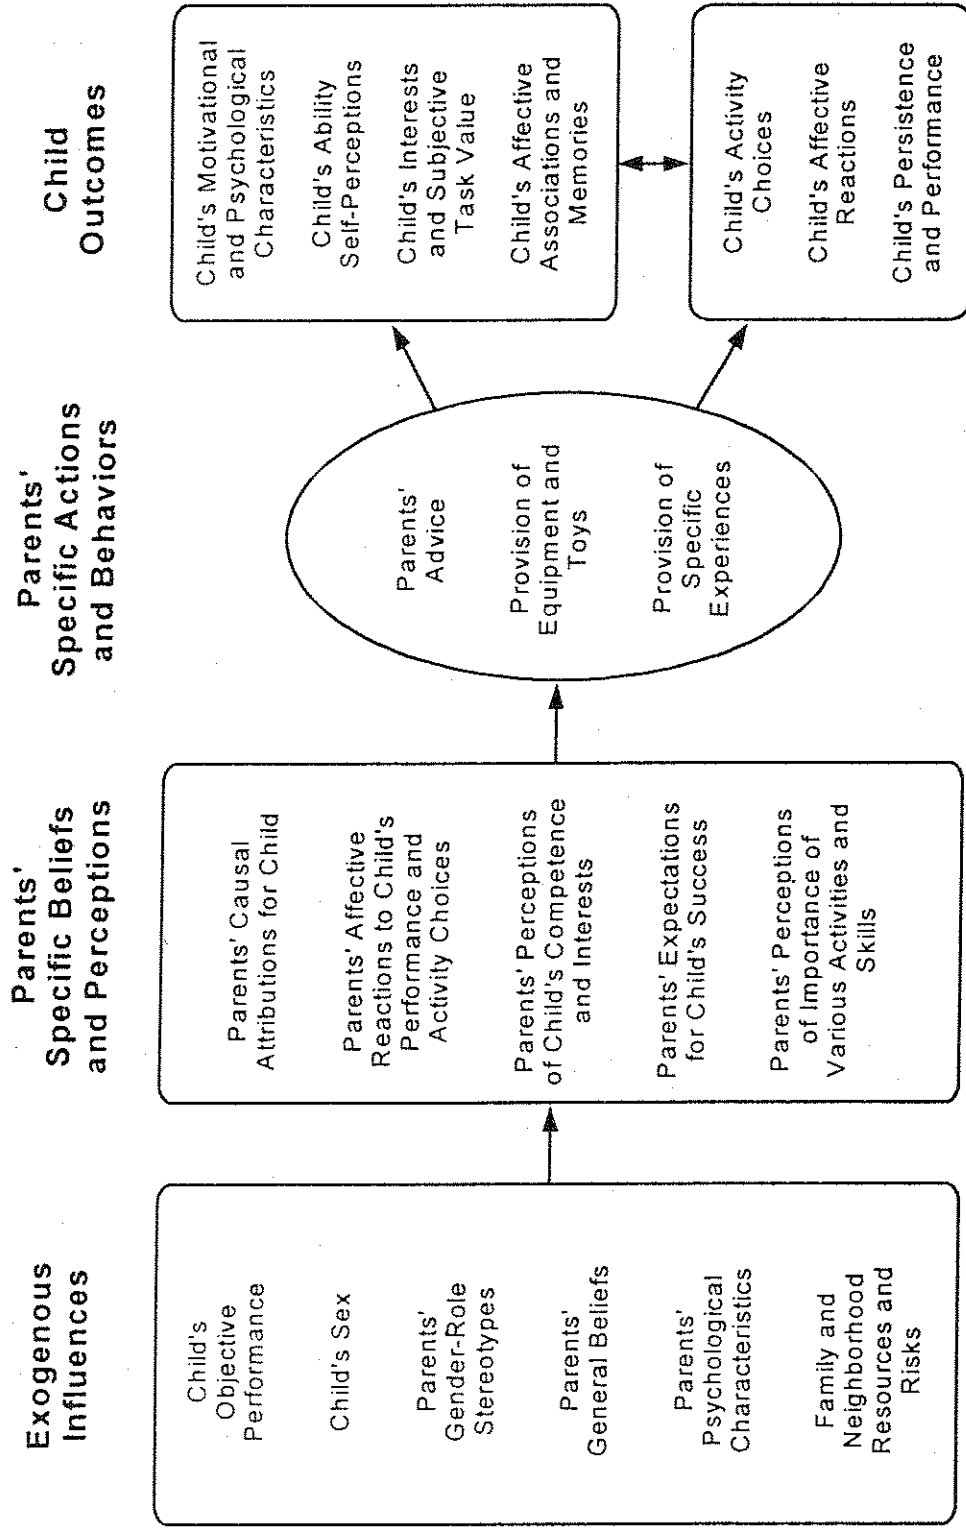 Exogenous
Influences
Child's
Objective
Performance
Child's Sex
Parents'
Gender-Role
Stereotypes
Parents'
General Beliefs
Parents'
Psychological
Characteristics
Family and
Neighborhood
Resources and
Risks
Parents'
Specific Beliefs
and Perceptions
Parents' Causal
Attributions for Child
Parents' Affective
Reactions to Child's
Performance and
Activity Choices
Parents' Perceptions
of Child's Competence
and Interests
Parents' Expectations
for Child's Success
Parents' Perceptions
of Importance of
Various Activities and
Skills
Parents'
Specific Actions
and Behaviors
Parents'
Advice
Provision of
Equipment and
Toys
Provision of
Specific
Experiences
Child
Outcomes
Child's Motivational
and Psychological
Characteristics
Child's Ability
Self-Perceptions
Child's Interests
and Subjective
Task Value
Child's Affective
Associations and
Memories
Child's Activity
Choices
Child's Affective
Reactions
Child's Persistence
and Performance